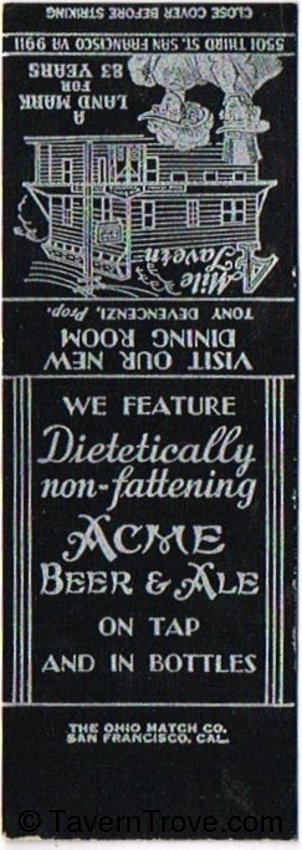 CLOSE COVER BEFORE STRIKING
5501 THIRD ST. SAN FRANCISCO VA 9911
A
LAND MARK
FOR
83 YEARS
4 Mile
Tavern
TONY DEVENCENZI, Prop.
VISIT OUR NEW
DINING ROOM
WE FEATURE
Dietetically
non-fattening
ACME
BEER & ALE
ON TAP
AND IN BOTTLES
THE OHIO MATCH CO.
SAN FRANCISCO, CAL.
© TavernTrove.com